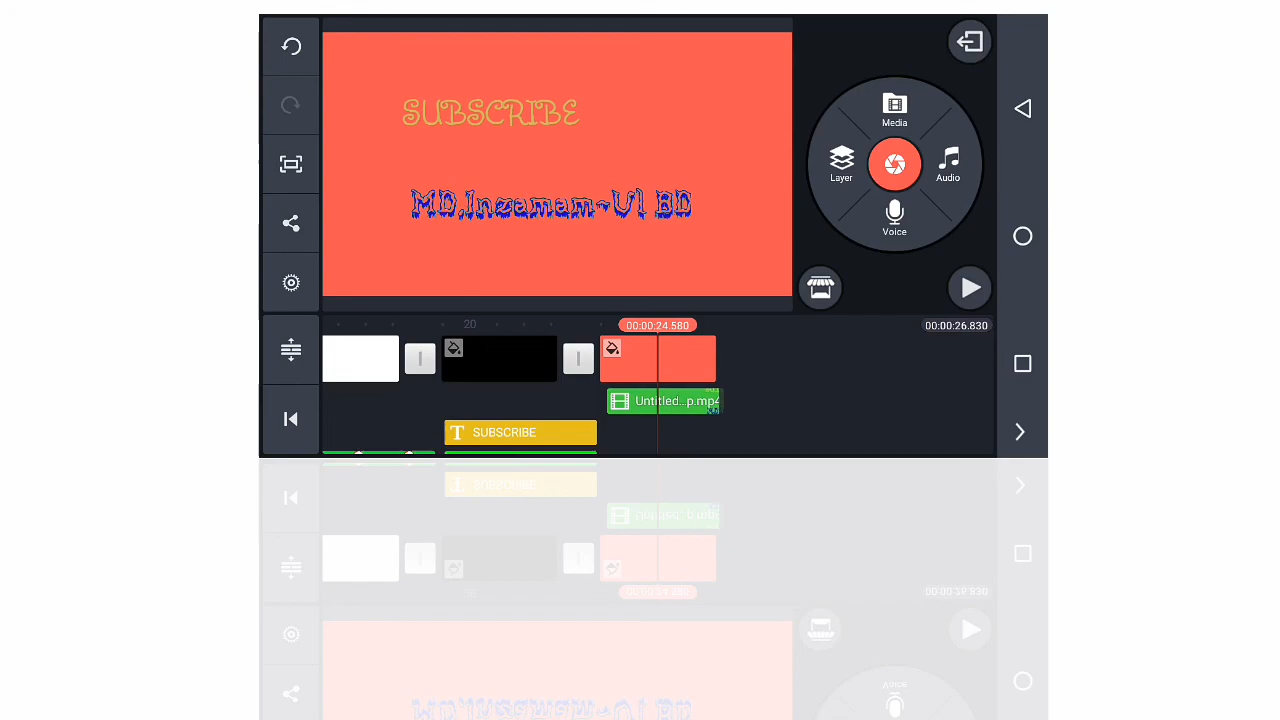 SUBSCRIBE
MD,Inzamam-Ul BD
Media
Layer
Audio
Voice
20
00:00:24.580
00:00:26.830
Untitled...p.mp4
SUBSCRIBE